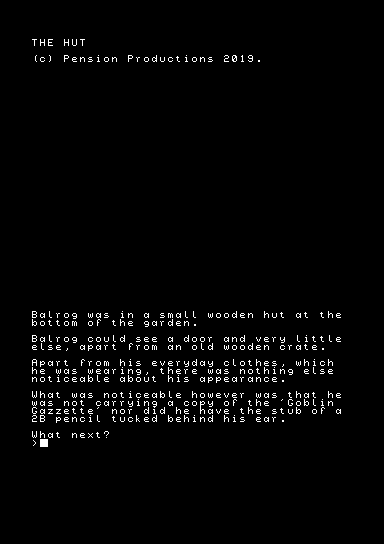 THE HUT
(c) Pension Productions 2019.
Balrog was in a small wooden hut at the
bottom of the garden.
Balrog could see a door and very little
else, apart from an old wooden crate.
Apart from his everyday clothes, which
he was wearing, there was nothing else
noticeable about his appearance.
What was noticeable however was that he
was not carrying a copy of the 'Goblin
Gazzette' nor did he have the stub of a
2B pencil tucked behind his ear.
What next?
>